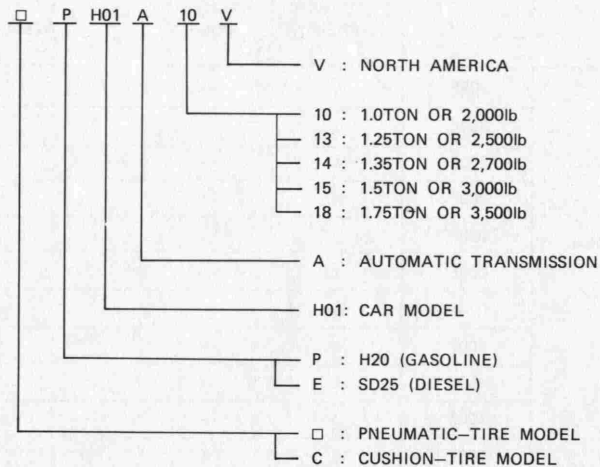 □ P H01 A 10 V
V : NORTH AMERICA
10 : 1.0TON OR 2,000lb
13 : 1.25TON OR 2,500lb
14 : 1.35TON OR 2,700lb
15 : 1.5TON OR 3,000lb
18 : 1.75TON OR 3,500lb
A : AUTOMATIC TRANSMISSION
H01: CAR MODEL
P : H20 (GASOLINE)
E : SD25 (DIESEL)
□ : PNEUMATIC–TIRE MODEL
C : CUSHION–TIRE MODEL